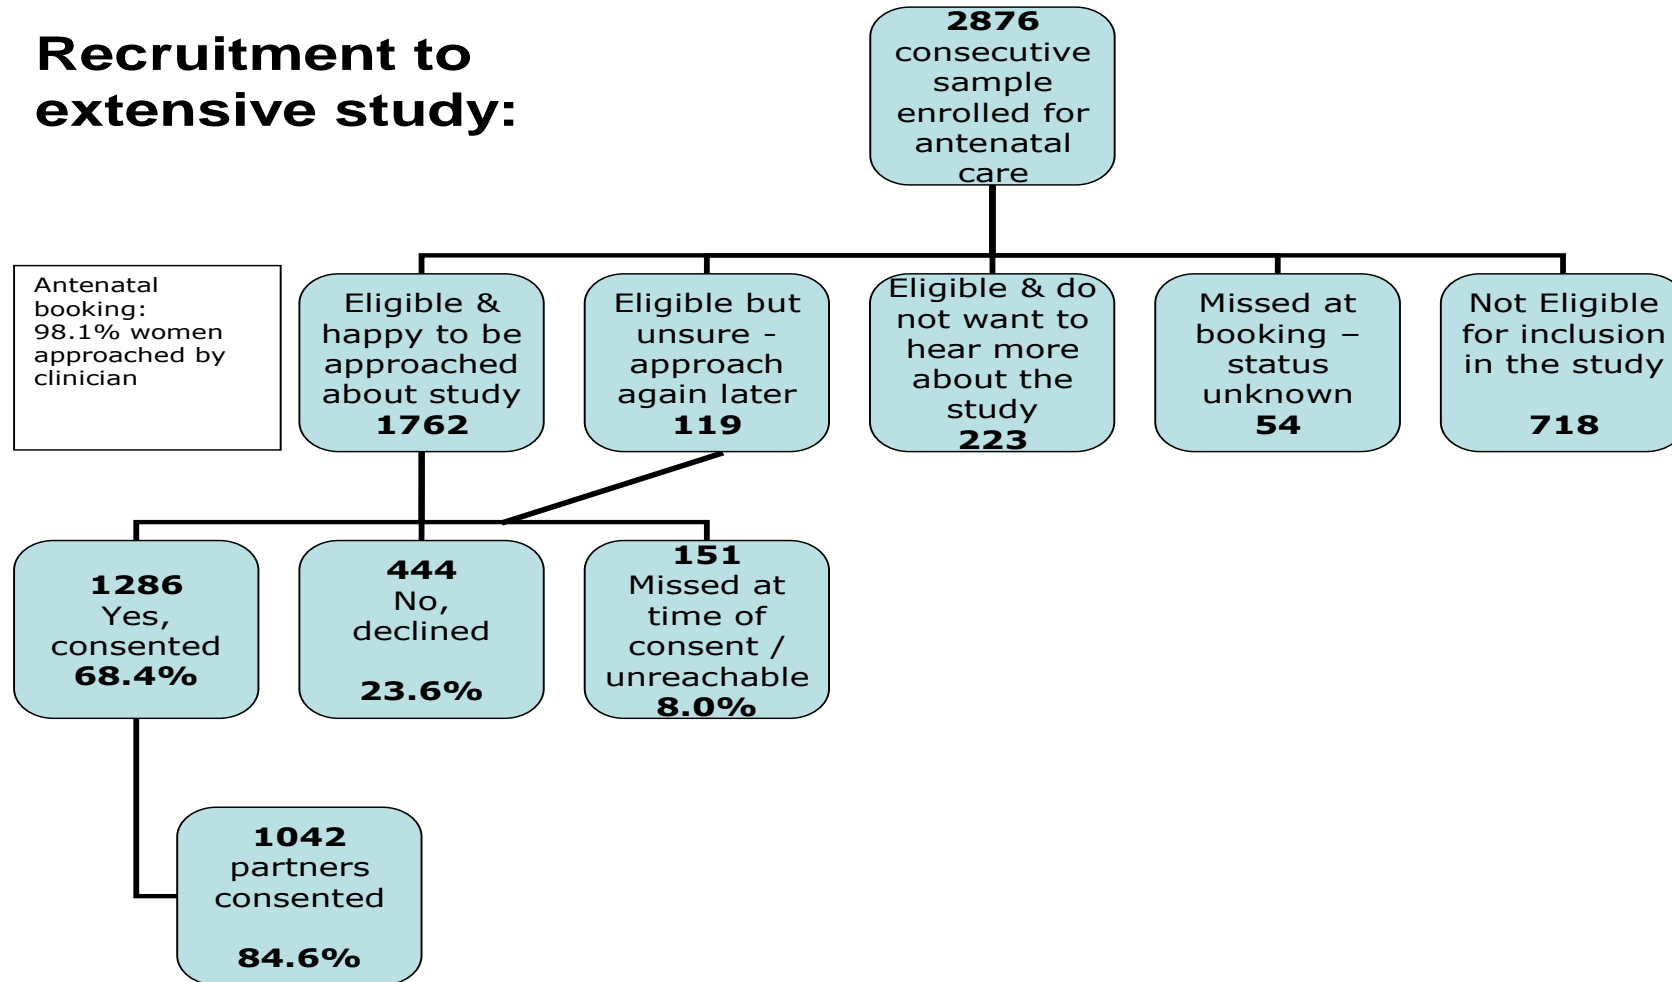 Recruitment to
extensive study:
2876
consecutive
sample
enrolled for
antenatal
care
Antenatal
booking:
98.1% women
approached by
clinician
Eligible &
happy to be
approached
about study
1762
Eligible but
unsure -
approach
again later
119
Eligible & do
not want to
hear more
about the
study
223
Missed at
booking –
status
unknown
54
Not Eligible
for inclusion
in the study
718
1286
Yes,
consented
68.4%
444
No,
declined
23.6%
151
Missed at
time of
consent /
unreachable
8.0%
1042
partners
consented
84.6%